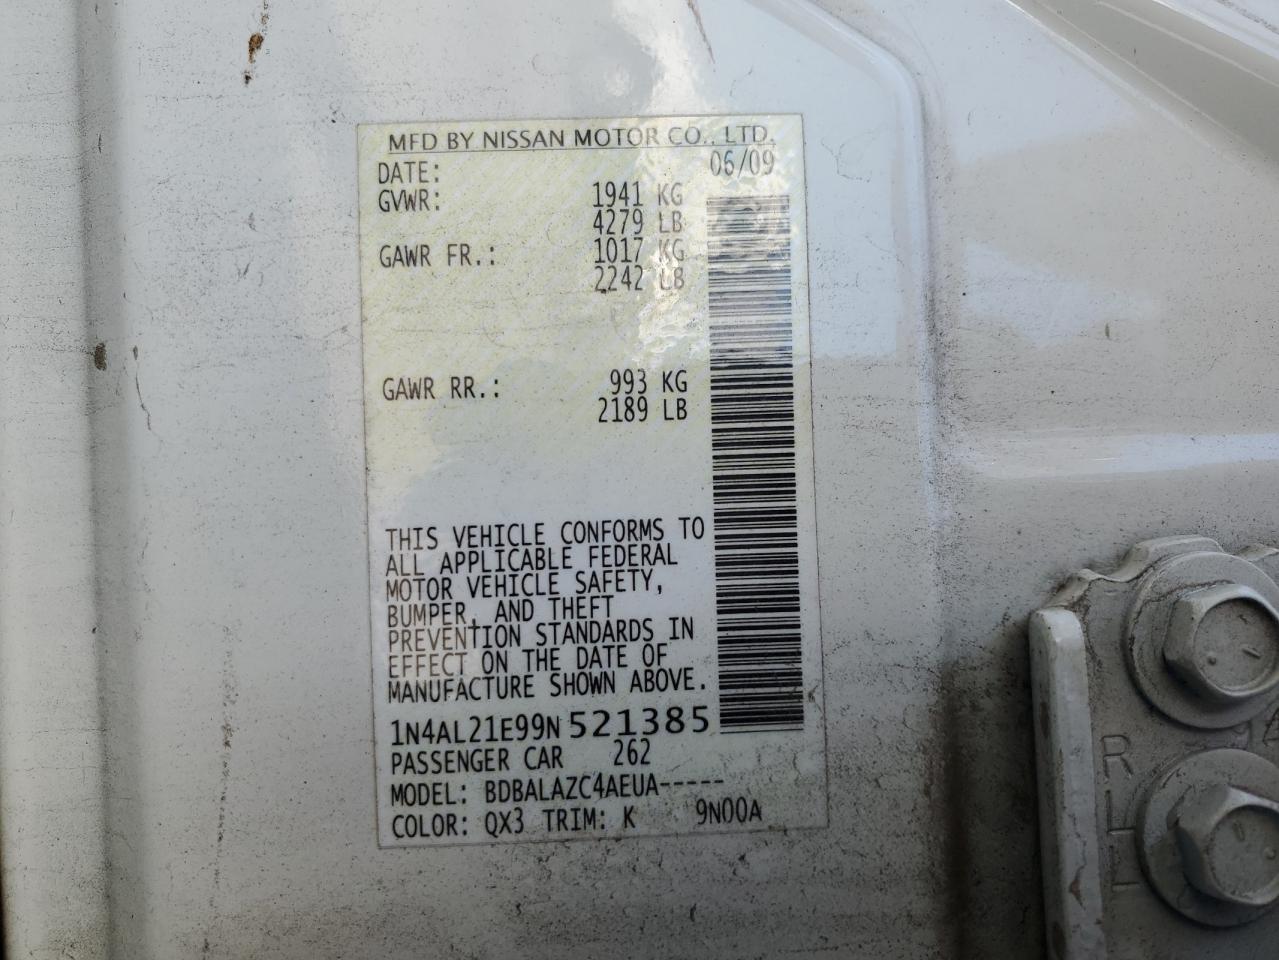 MFD BY NISSAN MOTOR CO., LTD.
DATE: 06/09
GVWR: 1941 KG
4279 LB
GAWR FR.: 1017 KG
2242 LB
GAWR RR.: 993 KG
2189 LB
THIS VEHICLE CONFORMS TO
ALL APPLICABLE FEDERAL
MOTOR VEHICLE SAFETY,
BUMPER, AND THEFT
PREVENTION STANDARDS IN
EFFECT ON THE DATE OF
MANUFACTURE SHOWN ABOVE.
1N4AL21E99N521385
PASSENGER CAR 262
MODEL: BDBALAZC4AEUA-----
COLOR: QX3 TRIM: K 9N00A